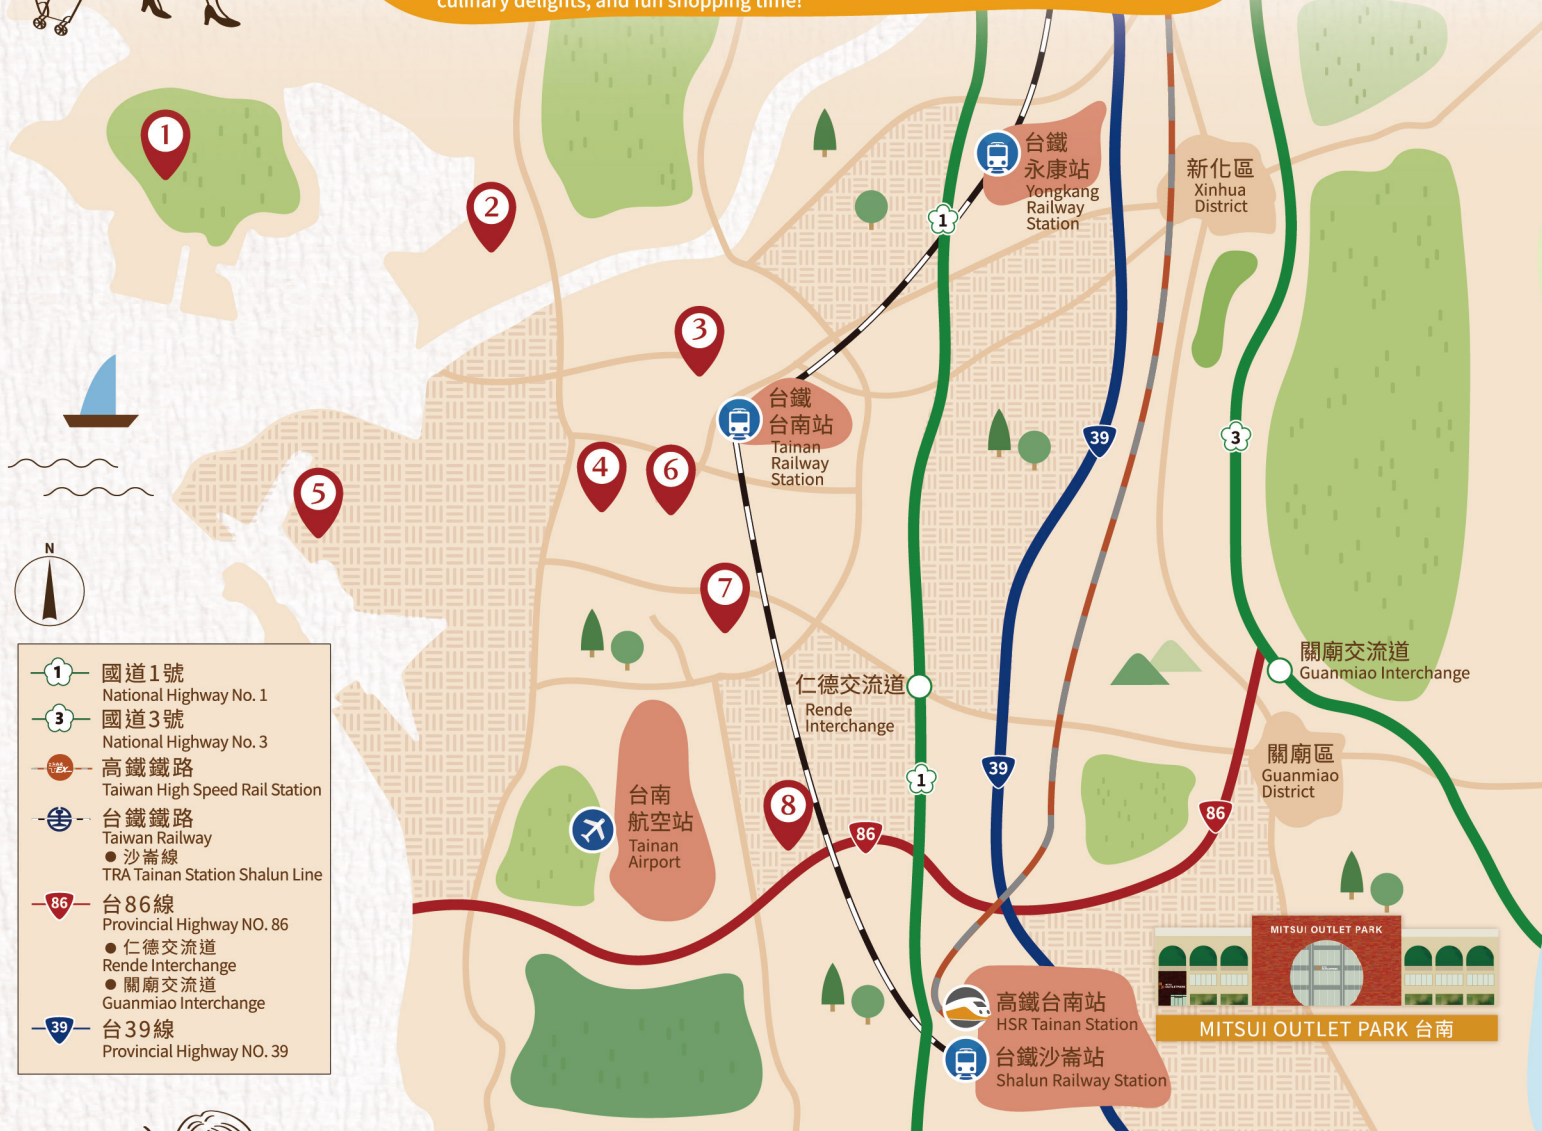 culinary delights, and fun shopping time!
1
2
3
4
5
6
7
8
台鐵
永康站
Yongkang
Railway
Station
新化區
Xinhua
District
1
台鐵
台南站
Tainan
Railway
Station
39
3
N
關廟交流道
Guanmiao Interchange
仁德交流道
Rende
Interchange
關廟區
Guanmiao
District
39
1
86
86
台南
航空站
Tainan
Airport
MITSUI OUTLET PARK
MITSUI OUTLET PARK 台南
高鐵台南站
HSR Tainan Station
台鐵沙崙站
Shalun Railway Station
1 國道1號
National Highway No. 1
3 國道3號
National Highway No. 3
高鐵鐵路
Taiwan High Speed Rail Station
台鐵鐵路
Taiwan Railway
● 沙崙線
TRA Tainan Station Shalun Line
86 台86線
Provincial Highway NO. 86
● 仁德交流道
Rende Interchange
● 關廟交流道
Guanmiao Interchange
39 台39線
Provincial Highway NO. 39